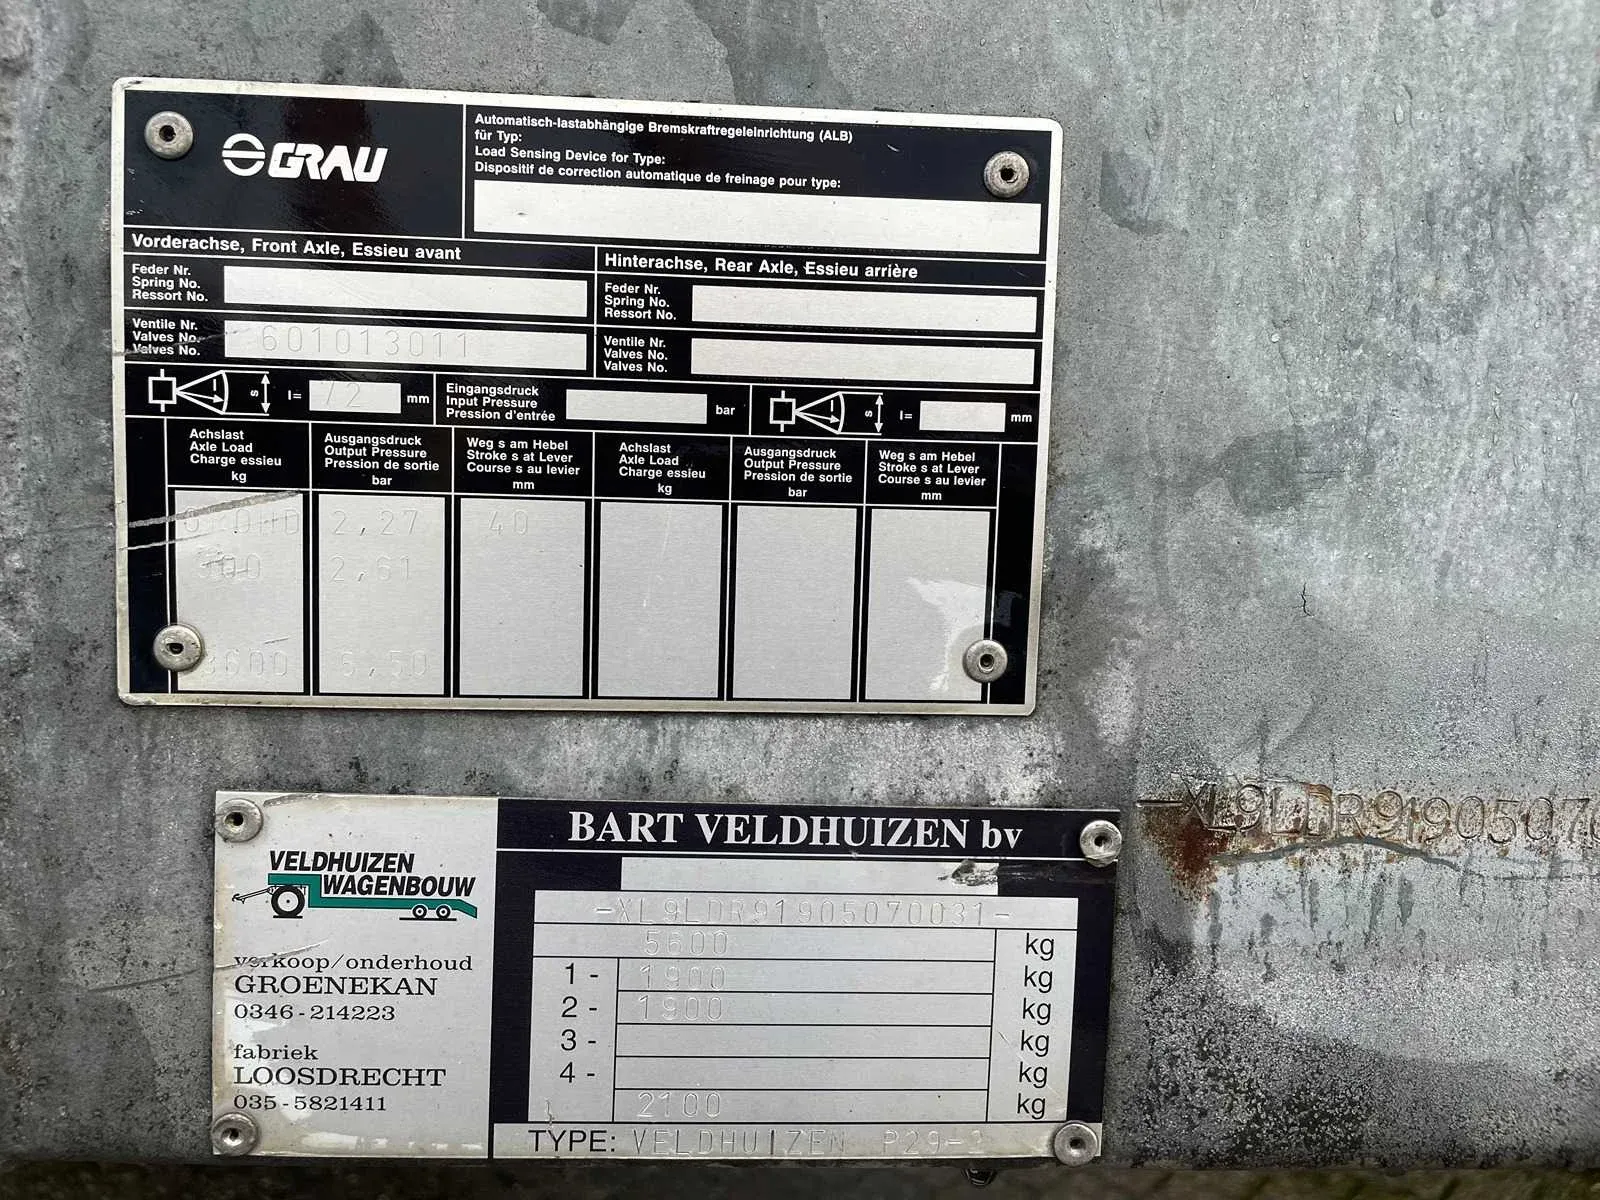 GRAU
Automatisch-lastabhängige Bremskraftregeleinrichtung (ALB)
für Typ:
Load Sensing Device for Type:
Dispositif de correction automatique de freinage pour type:
Vorderachse, Front Axle, Essieu avant
Hinterachse, Rear Axle, Essieu arrière
Feder Nr.
Spring No.
Ressort No.
Feder Nr.
Spring No.
Ressort No.
Ventile Nr.
Valves No.
Valves No.
601013011
Ventile Nr.
Valves No.
Valves No.
s
l= 72 mm
Eingangsdruck
Input Pressure
Pression d'entrée
bar
s
l= mm
Achslast
Axle Load
Charge essieu
kg
Ausgangsdruck
Output Pressure
Pression de sortie
bar
Weg s am Hebel
Stroke s at Lever
Course s au levier
mm
Achslast
Axle Load
Charge essieu
kg
Ausgangsdruck
Output Pressure
Pression de sortie
bar
Weg s am Hebel
Stroke s at Lever
Course s au levier
mm
2,27 40
2,61
3600 5,50
VELDHUIZEN
WAGENBOUW
verkoop/onderhoud
GROENEKAN
0346-214223
fabriek
LOOSDRECHT
035-5821411
BART VELDHUIZEN bv
-XL9LDR91905070031-
5600 kg
1- 1900 kg
2- 1900 kg
3- kg
4- kg
2100 kg
TYPE: VELDHUIZEN P29-2
-XL9LDR9190507